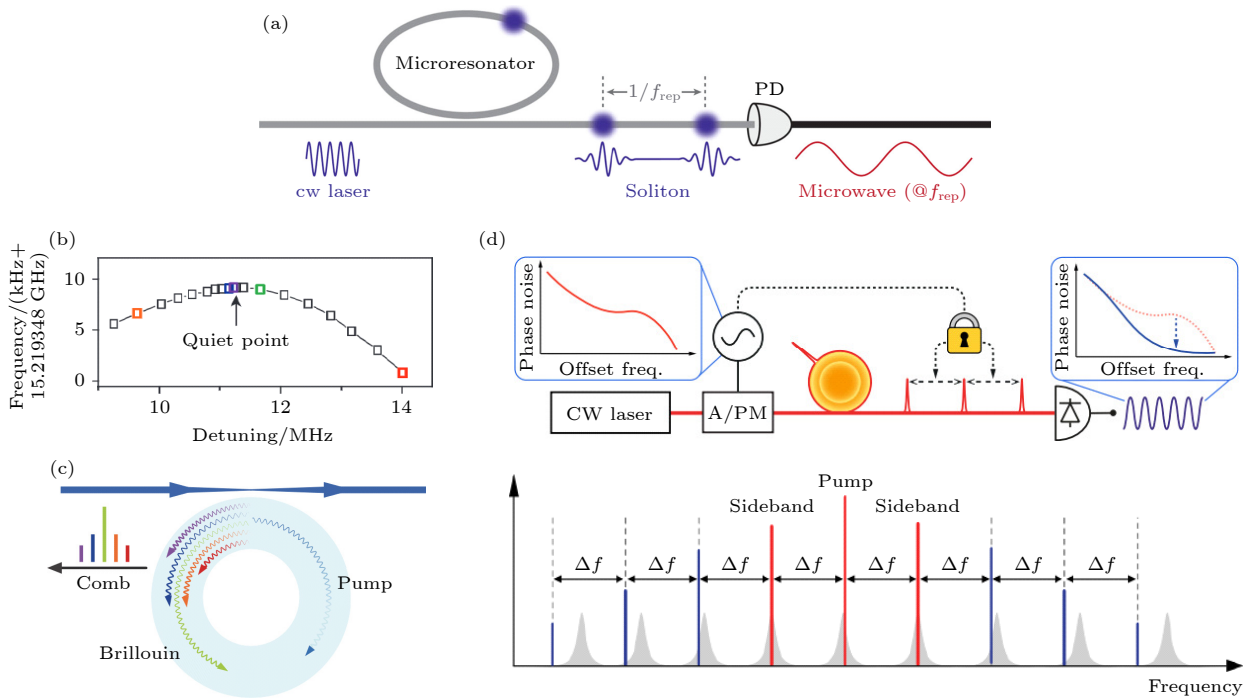 (a)
Microresonator
1/f_rep
PD
cw laser
Soliton
Microwave (@f_rep)
(b)
Frequency/(kHz+
15.219348 GHz)
10
5
0
Quiet point
10
12
14
Detuning/MHz
(c)
Comb
Pump
Brillouin
(d)
Phase noise
Offset freq.
Phase noise
Offset freq.
CW laser
A/PM
Pump
Sideband
Sideband
Δf
Δf
Δf
Δf
Δf
Δf
Δf
Δf
Frequency